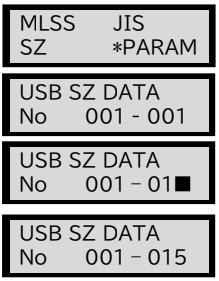 MLSS JIS
SZ *PARAM
USB SZ DATA
No 001 - 001
USB SZ DATA
No 001 - 01■
USB SZ DATA
No 001 - 015